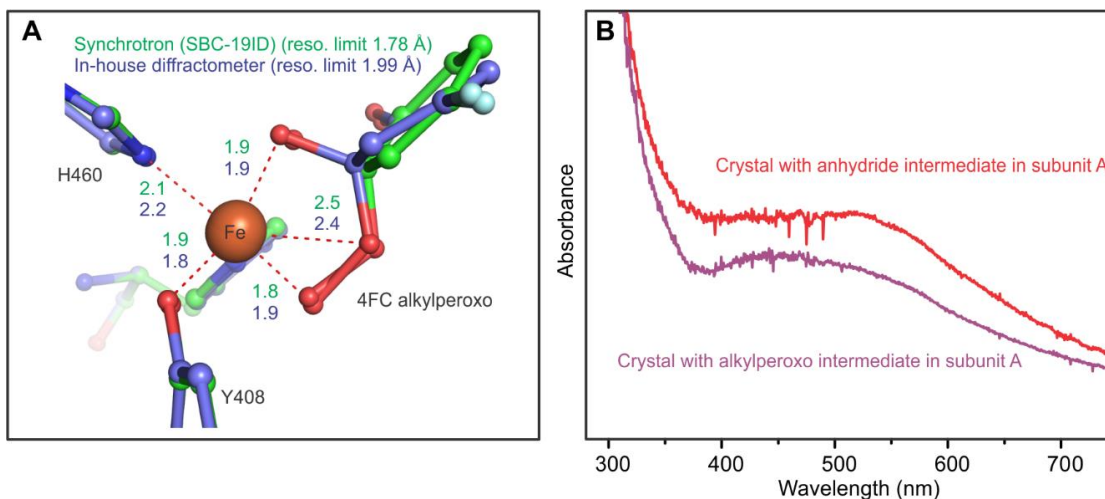 A
Synchrotron (SBC-19ID) (reso. limit 1.78 Å)
In-house diffractometer (reso. limit 1.99 Å)
H460
1.9
1.9
2.1
2.2
2.5
2.4
Fe
1.9
1.8
1.8
1.9
4FC alkylperoxo
Y408
B
Absorbance
Crystal with anhydride intermediate in subunit A
Crystal with alkylperoxo intermediate in subunit A
300 400 500 600 700
Wavelength (nm)